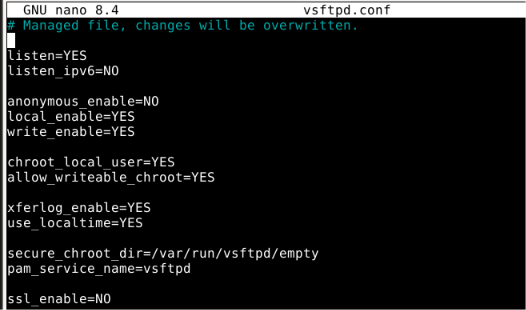 GNU nano 8.4 vsftpd.conf
# Managed file, changes will be overwritten.
listen=YES
listen_ipv6=NO
anonymous_enable=NO
local_enable=YES
write_enable=YES
chroot_local_user=YES
allow_writeable_chroot=YES
xferlog_enable=YES
use_localtime=YES
secure_chroot_dir=/var/run/vsftpd/empty
pam_service_name=vsftpd
ssl_enable=NO